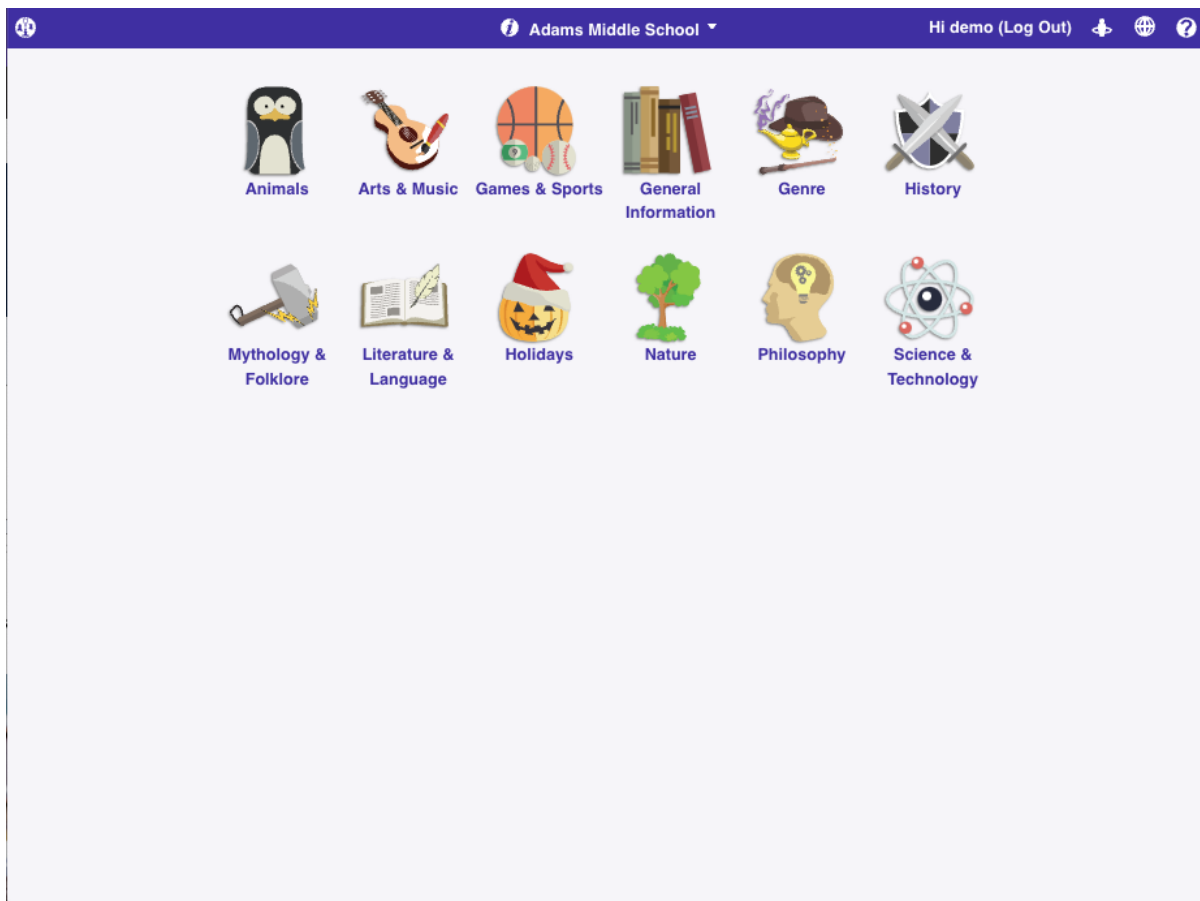 Adams Middle School
Hi demo (Log Out)
Animals
Arts & Music
Games & Sports
General
Information
Genre
History
Mythology &
Folklore
Literature &
Language
Holidays
Nature
Philosophy
Science &
Technology